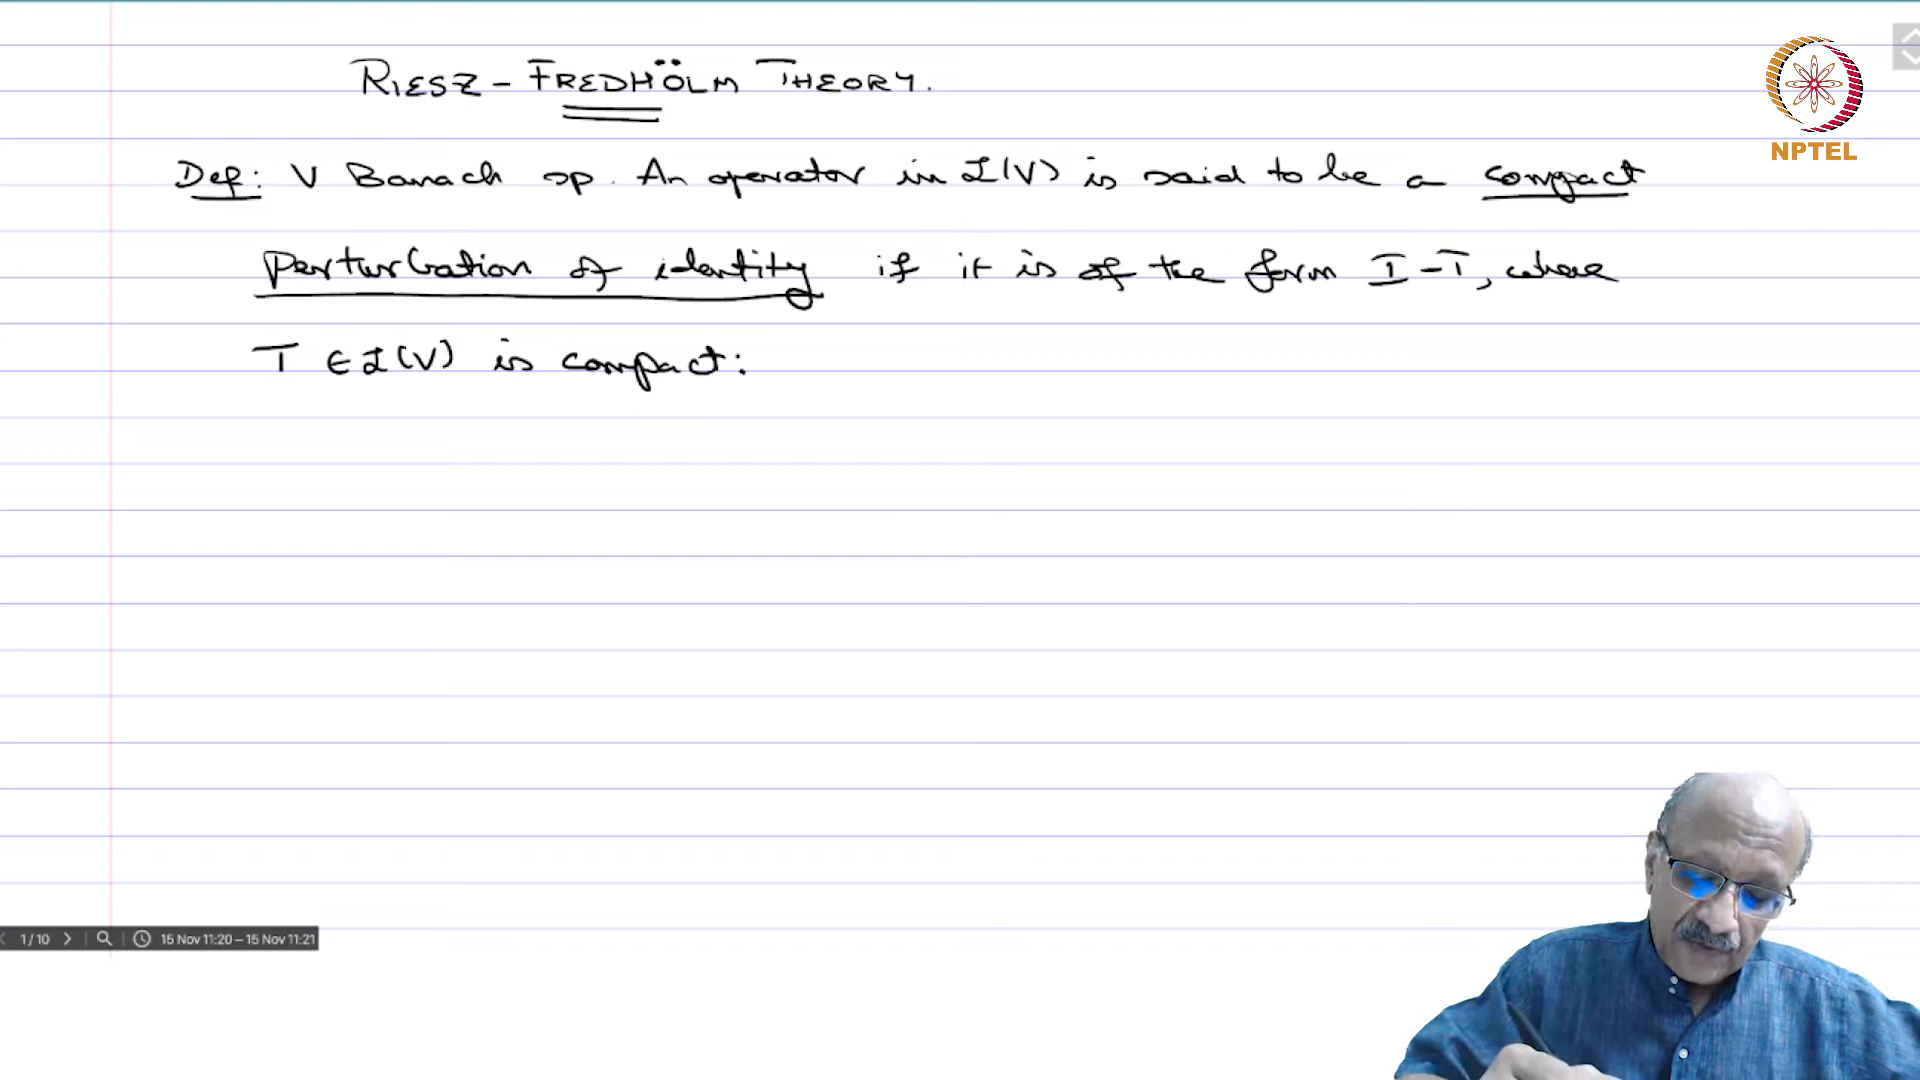 RIESZ - FREDHÖLM THEORY.
NPTEL
Def: V Banach sp. An operator in ℒ(V) is said to be a compact
perturbation of identity if it is of the form I - T, where
T ∈ ℒ(V) is compact.
1/10 15 Nov 11:20 – 15 Nov 11:21